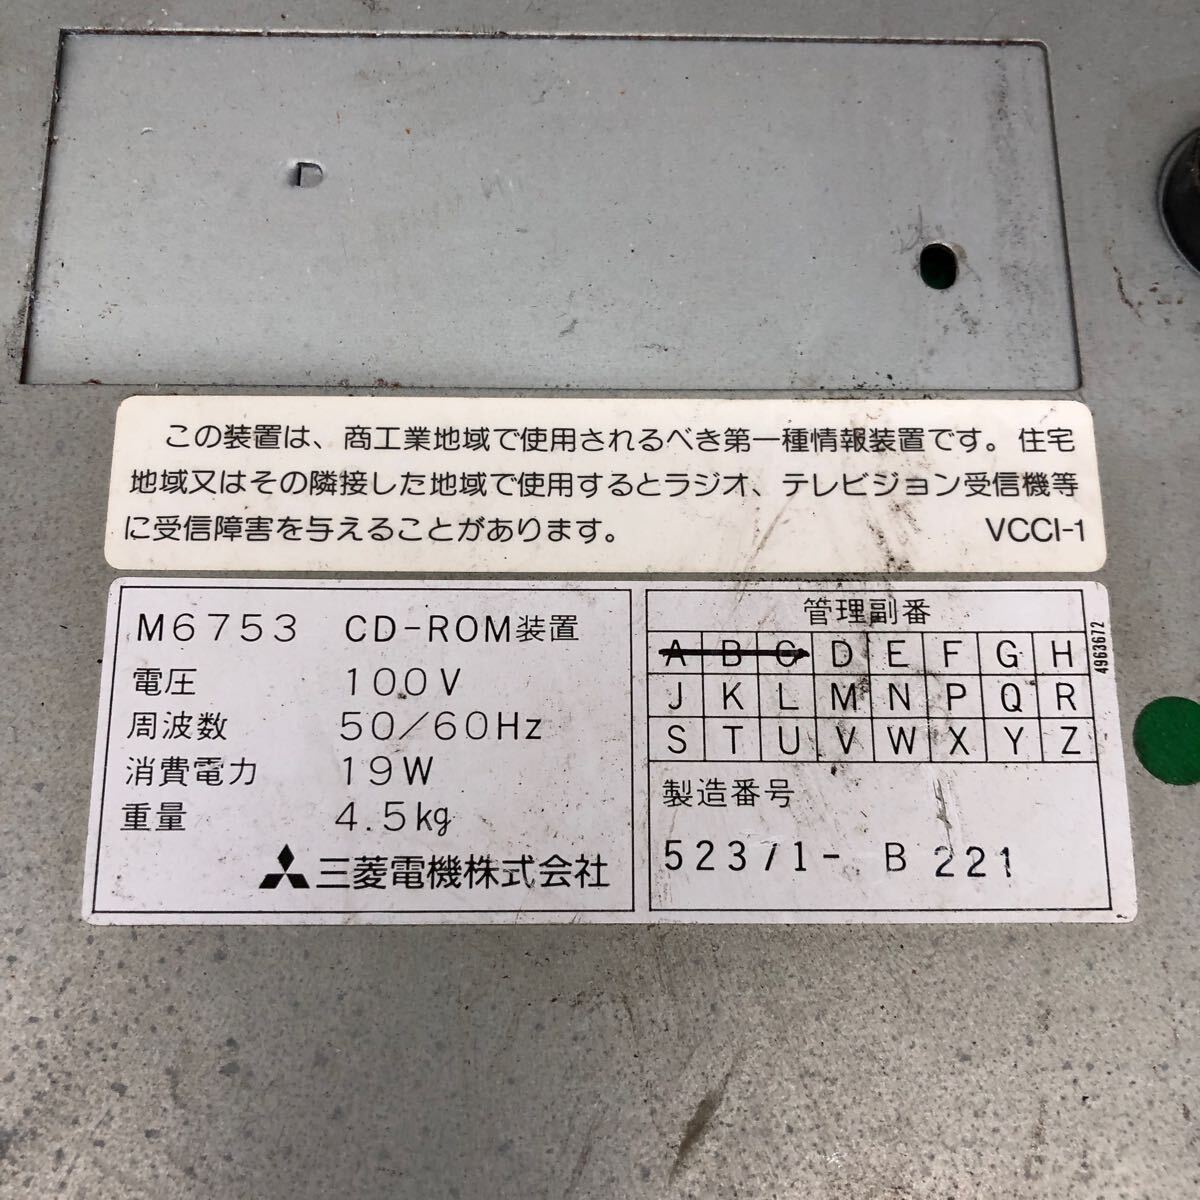 この装置は、商工業地域で使用されるべき第一種情報装置です。住宅
地域又はその隣接した地域で使用するとラジオ、テレビジョン受信機等
に受信障害を与えることがあります。 VCCI-1
M6753 CD-ROM装置
電圧 100V
周波数 50/60Hz
消費電力 19W
重量 4.5kg
三菱電機株式会社
管理副番
A B C D E F G H
J K L M N P Q R
S T U V W X Y Z
製造番号
52371- B 221
4963672